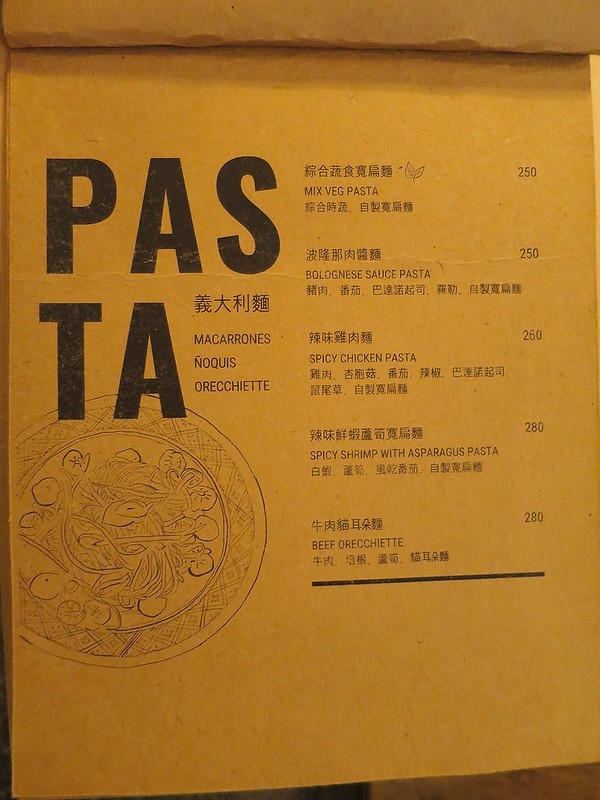 PAS
TA
義大利麵
MACARRONES
ÑOQUIS
ORECCHIETTE
綜合蔬食寬扁麵 250
MIX VEG PASTA
綜合時蔬、自製寬扁麵
波隆那肉醬麵 250
BOLOGNESE SAUCE PASTA
豬肉、番茄、巴達諾起司、羅勒、自製寬扁麵
辣味雞肉麵 260
SPICY CHICKEN PASTA
雞肉、杏胞菇、番茄、辣椒、巴達諾起司
鼠尾草、自製寬扁麵
辣味鮮蝦蘆筍寬扁麵 280
SPICY SHRIMP WITH ASPARAGUS PASTA
白蝦、蘆筍、風乾番茄、自製寬扁麵
牛肉貓耳朵麵 280
BEEF ORECCHIETTE
牛肉、培根、蘆筍、貓耳朵麵